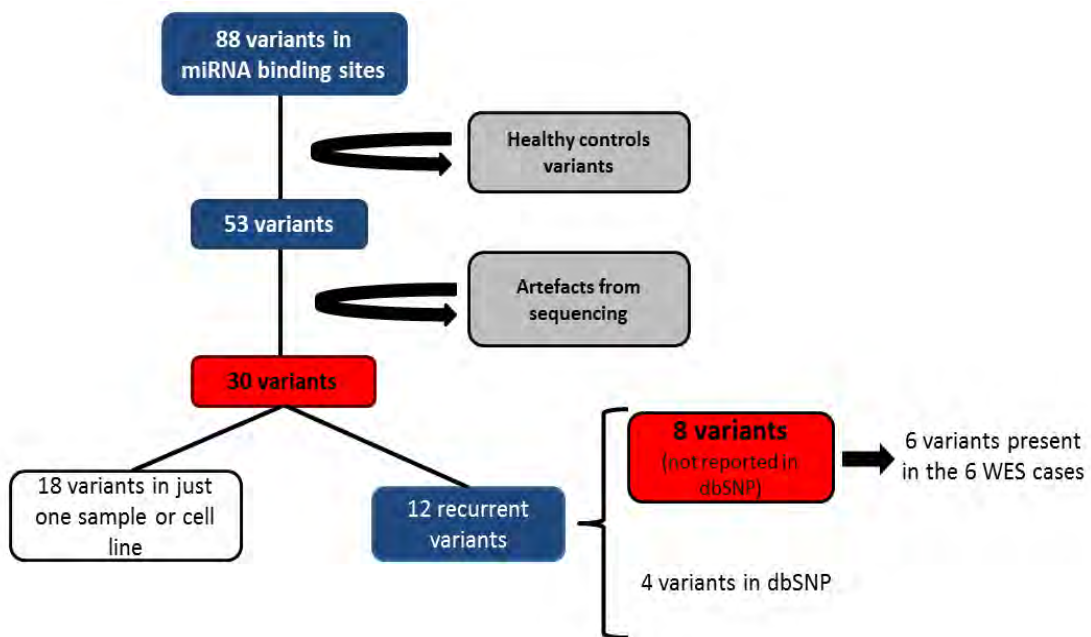 88 variants in
miRNA binding sites
Healthy controls
variants
53 variants
Artefacts from
sequencing
30 variants
18 variants in just
one sample or cell
line
12 recurrent
variants
8 variants
(not reported in
dbSNP)
6 variants present
in the 6 WES cases
4 variants in dbSNP